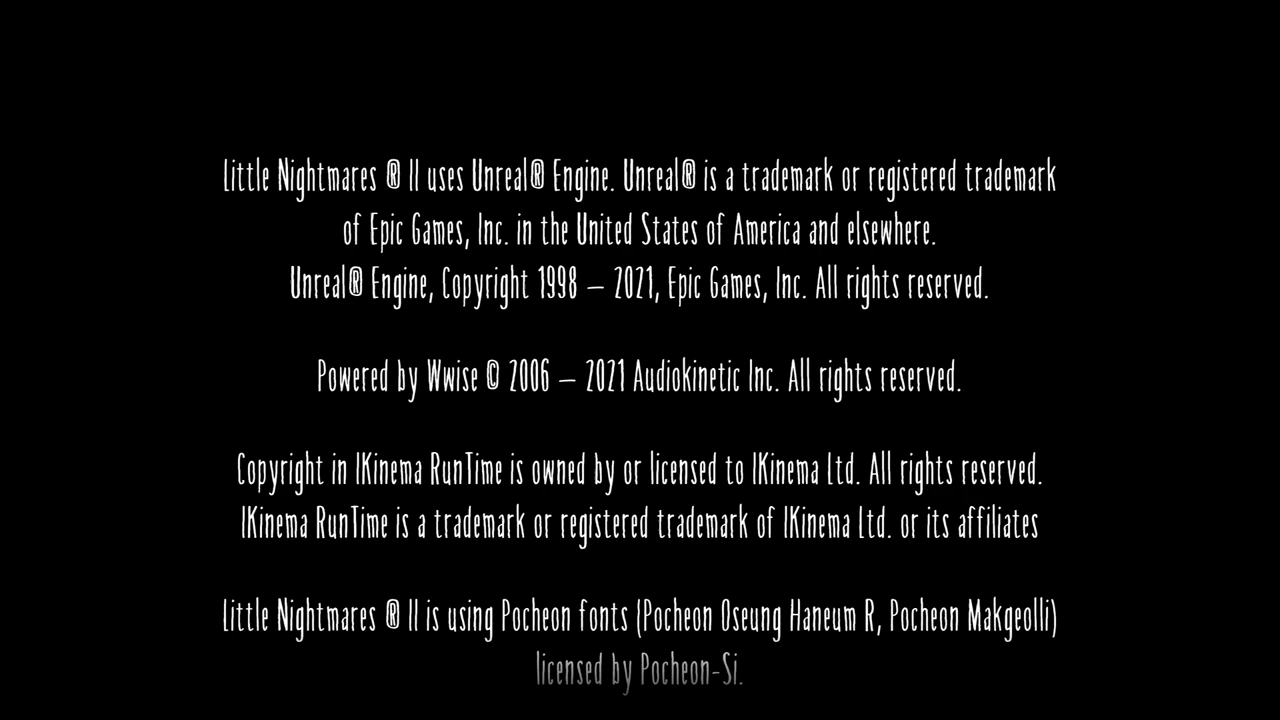 Little Nightmares ® II uses Unreal® Engine. Unreal® is a trademark or registered trademark
of Epic Games, Inc. in the United States of America and elsewhere.
Unreal® Engine, Copyright 1998 – 2021, Epic Games, Inc. All rights reserved.
Powered by Wwise © 2006 – 2021 Audiokinetic Inc. All rights reserved.
Copyright in IKinema RunTime is owned by or licensed to IKinema Ltd. All rights reserved.
IKinema RunTime is a trademark or registered trademark of IKinema Ltd. or its affiliates
Little Nightmares ® II is using Pocheon fonts (Pocheon Oseung Haneum R, Pocheon Makgeolli)
licensed by Pocheon-Si.